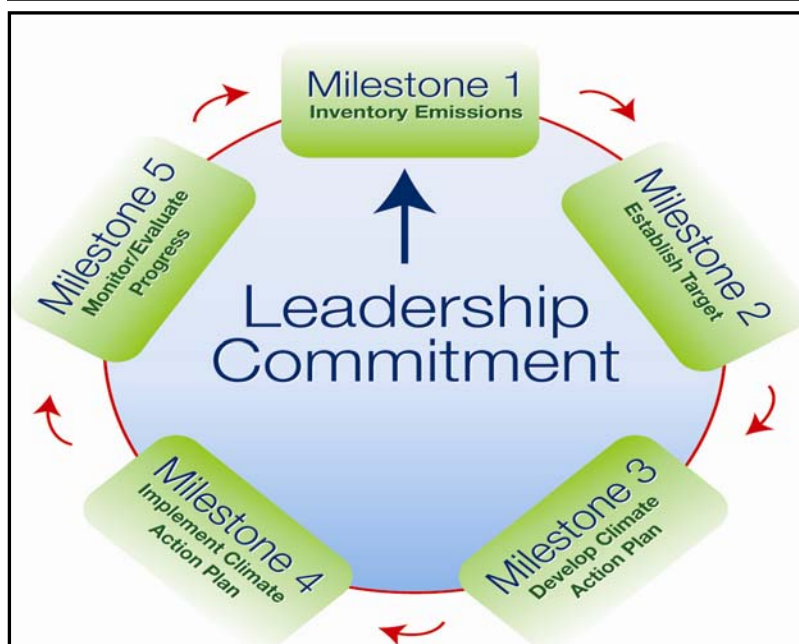 Milestone 1
Inventory Emissions
Milestone 2
Establish Target
Milestone 3
Develop Climate
Action Plan
Milestone 4
Implement Climate
Action Plan
Milestone 5
Monitor/Evaluate
Progress
Leadership
Commitment